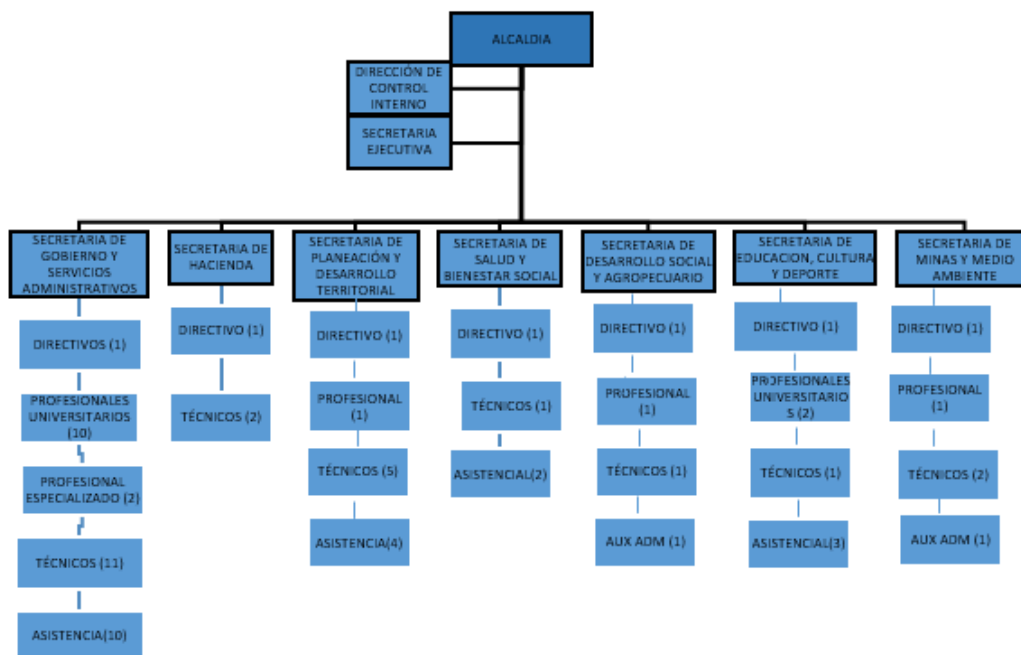 ALCALDIA
DIRECCIÓN DE
CONTROL
INTERNO
SECRETARIA
EJECUTIVA
SECRETARIA DE
GOBIERNO Y
SERVICIOS
ADMINISTRATIVOS
DIRECTIVOS (1)
PROFESIONALES
UNIVERSITARIOS
(10)
PROFESIONAL
ESPECIALIZADO (2)
TÉCNICOS (11)
ASISTENCIA(10)
SECRETARIA DE
HACIENDA
DIRECTIVO (1)
TÉCNICOS (2)
SECRETARIA DE
PLANEACIÓN Y
DESARROLLO
TERRITORIAL
DIRECTIVO (1)
PROFESIONAL
(1)
TÉCNICOS (5)
ASISTENCIA(4)
SECRETARIA DE
SALUD Y
BIENESTAR SOCIAL
DIRECTIVO (1)
TÉCNICOS (1)
ASISTENCIAL(2)
SECRETARIA DE
DESARROLLO SOCIAL
Y AGROPECUARIO
DIRECTIVO (1)
PROFESIONAL
(1)
TÉCNICOS (1)
AUX ADM (1)
SECRETARIA DE
EDUCACION, CULTURA
Y DEPORTE
DIRECTIVO (1)
PROFESIONALES
UNIVERSITARIO
S (2)
TÉCNICOS (1)
ASISTENCIAL(3)
SECRETARIA DE
MINAS Y MEDIO
AMBIENTE
DIRECTIVO (1)
PROFESIONAL
(1)
TÉCNICOS (2)
AUX ADM (1)